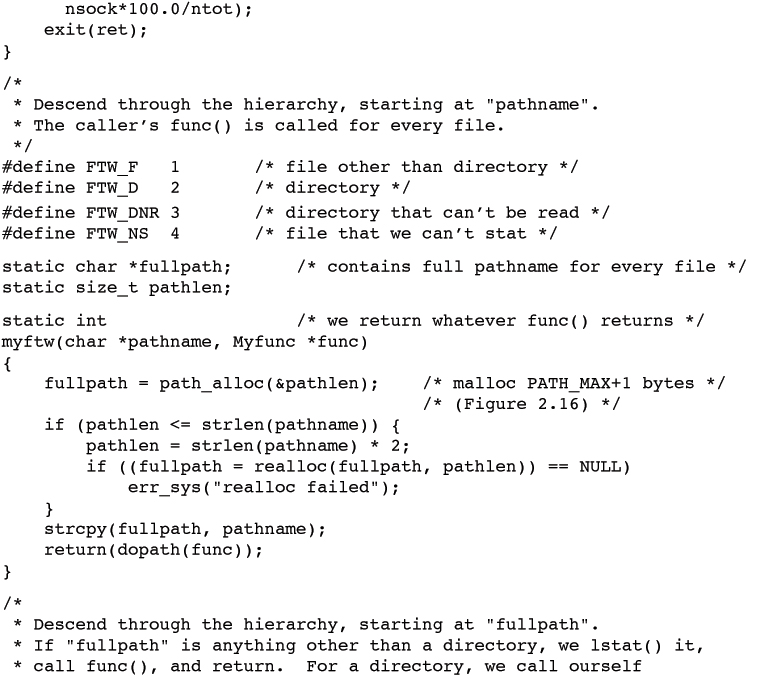 nsock*100.0/ntot);
    exit(ret);
}
/*
 * Descend through the hierarchy, starting at "pathname".
 * The caller's func() is called for every file.
 */
#define FTW_F   1       /* file other than directory */
#define FTW_D   2       /* directory */
#define FTW_DNR 3       /* directory that can't be read */
#define FTW_NS  4       /* file that we can't stat */
static char *fullpath;      /* contains full pathname for every file */
static size_t pathlen;
static int                  /* we return whatever func() returns */
myftw(char *pathname, Myfunc *func)
{
    fullpath = path_alloc(&pathlen);    /* malloc PATH_MAX+1 bytes */
                                        /* (Figure 2.16) */
    if (pathlen <= strlen(pathname)) {
        pathlen = strlen(pathname) * 2;
        if ((fullpath = realloc(fullpath, pathlen)) == NULL)
            err_sys("realloc failed");
    }
    strcpy(fullpath, pathname);
    return(dopath(func));
}
/*
 * Descend through the hierarchy, starting at "fullpath".
 * If "fullpath" is anything other than a directory, we lstat() it,
 * call func(), and return.  For a directory, we call ourself